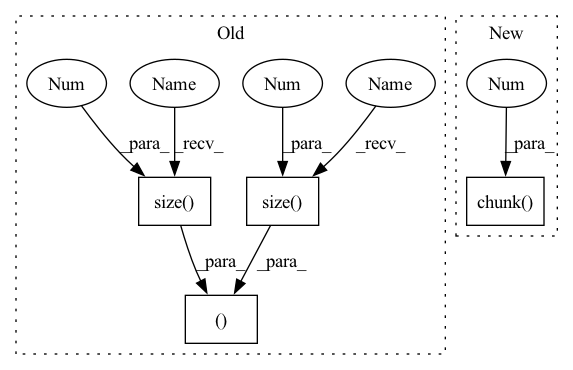 Old
New
Num
Name
Num
Name
Num
_para_
_recv_
_para_
_recv_
_para_
size()
size()
chunk()
_para_
_para_
()